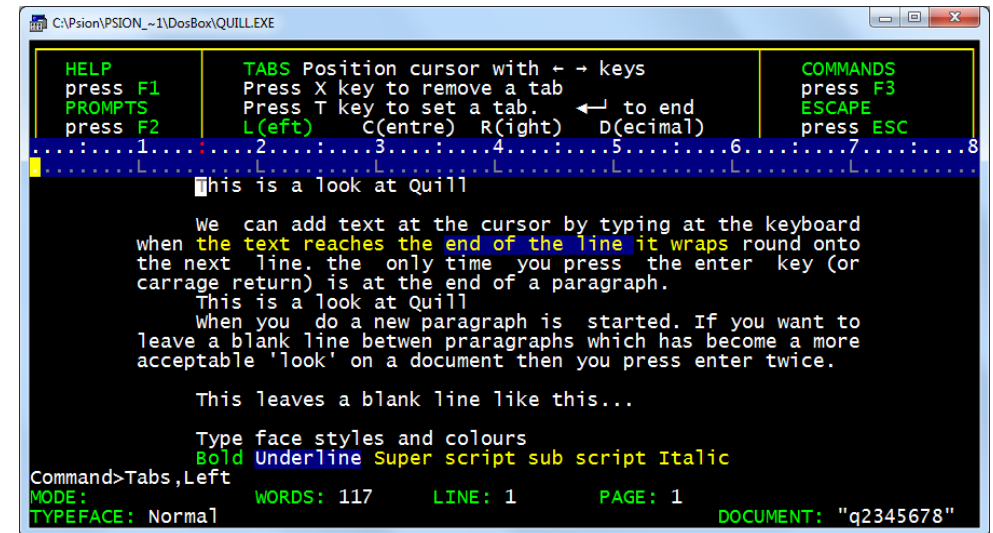 C:\Psion\PSION_~1\DosBox\QUILL.EXE
HELP TABS Position cursor with ← → keys COMMANDS
press F1 Press X key to remove a tab press F3
PROMPTS Press T key to set a tab. ◄─┘ to end ESCAPE
press F2 L(eft) C(entre) R(ight) D(ecimal) press ESC
....:....1....:....2....:....3....:....4....:....5....:....6....:....7....:....8
.........L.........L.........L.........L.........L.........L.........L..........
This is a look at Quill
We can add text at the cursor by typing at the keyboard
when the text reaches the end of the line it wraps round onto
the next line. the only time you press the enter key (or
carrage return) is at the end of a paragraph.
This is a look at Quill
When you do a new paragraph is started. If you want to
leave a blank line betwen praragraphs which has become a more
acceptable 'look' on a document then you press enter twice.
This leaves a blank line like this...
Type face styles and colours
Bold Underline Super script sub script Italic
Command>Tabs,Left
MODE: WORDS: 117 LINE: 1 PAGE: 1
TYPEFACE: Normal DOCUMENT: "q2345678"